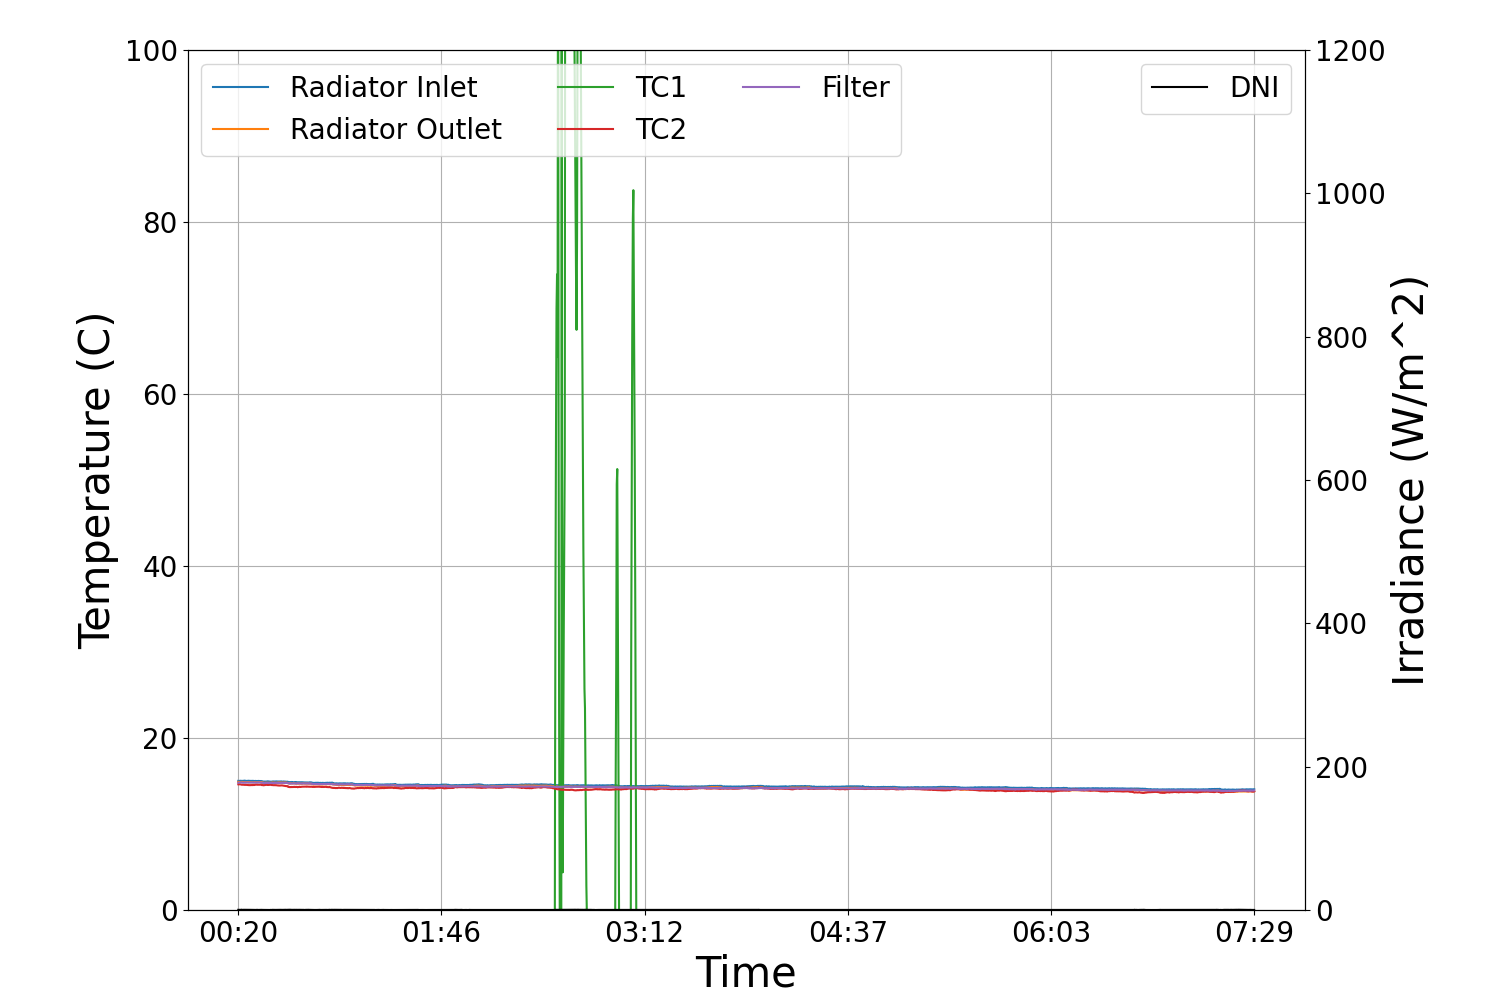 Radiator Inlet
Radiator Outlet
TC1
TC2
Filter
DNI
100
80
60
40
20
0
Temperature (C)
1200
1000
800
600
400
200
0
Irradiance (W/m^2)
00:20 01:46 03:12 04:37 06:03 07:29
Time